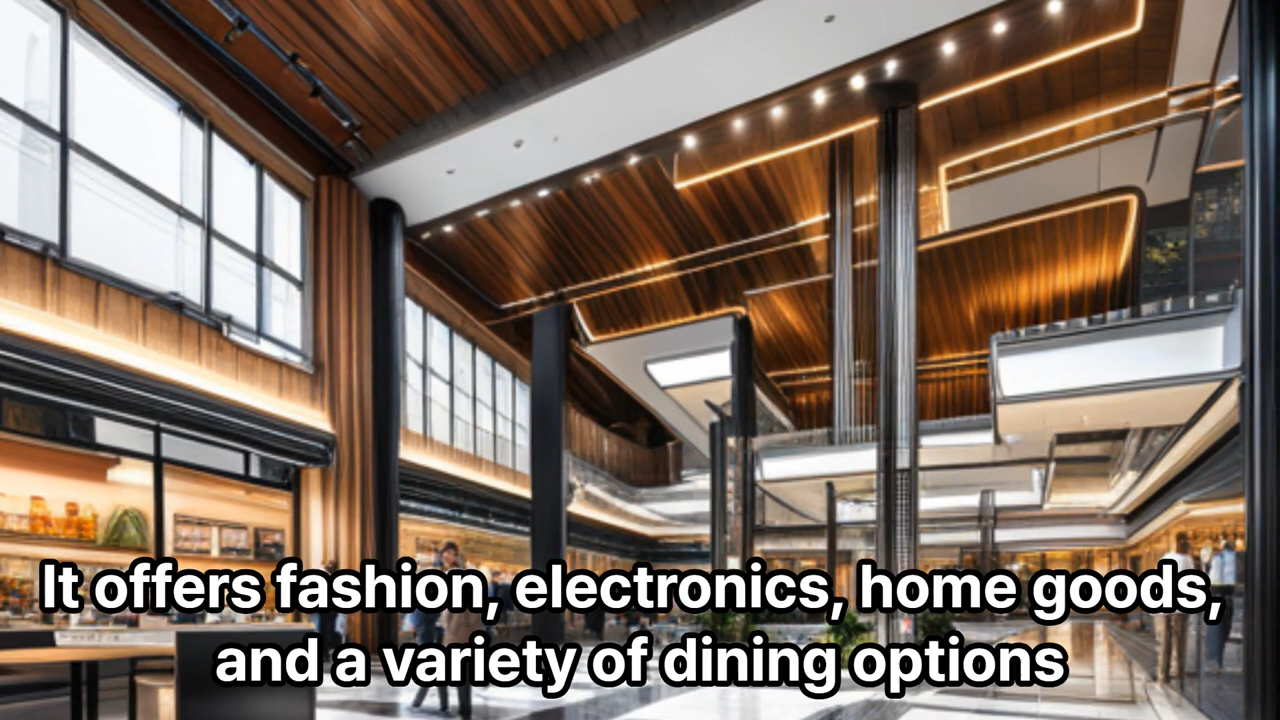 It offers fashion, electronics, home goods,
and a variety of dining options